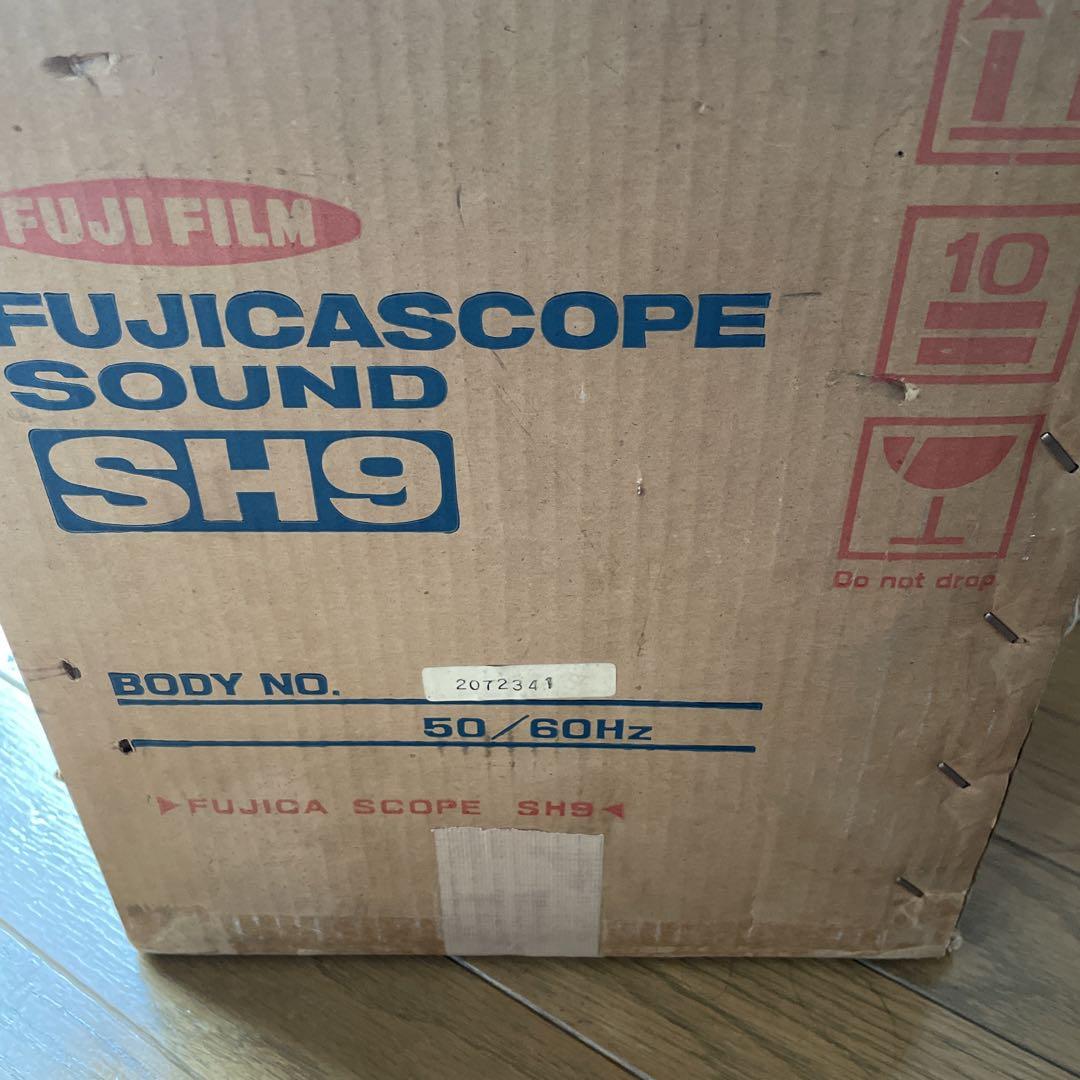 FUJI FILM
FUJICASCOPE
SOUND
SH9
10
Do not drop
BODY NO. 2072341
50/60Hz
▶FUJICA SCOPE SH9◀